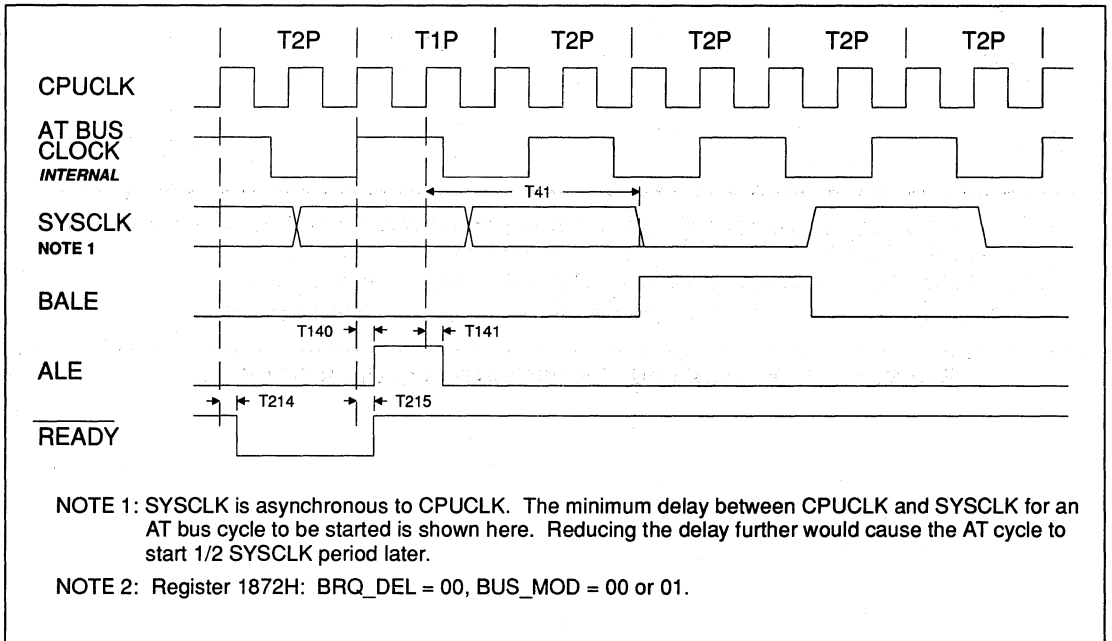 T2P T1P T2P T2P T2P T2P
CPUCLK
AT BUS
CLOCK
INTERNAL
T41
SYSCLK
NOTE 1
BALE
T140 T141
ALE
T214 T215
READY
NOTE 1: SYSCLK is asynchronous to CPUCLK. The minimum delay between CPUCLK and SYSCLK for an
AT bus cycle to be started is shown here. Reducing the delay further would cause the AT cycle to
start 1/2 SYSCLK period later.
NOTE 2: Register 1872H: BRQ_DEL = 00, BUS_MOD = 00 or 01.